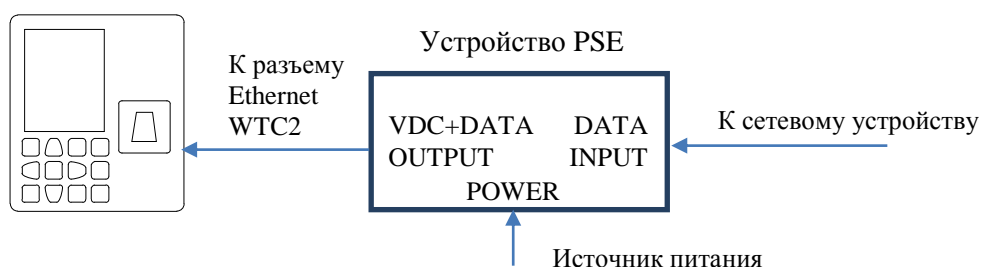 Устройство PSE
К разъему
Ethernet
WTC2
VDC+DATA DATA
OUTPUT INPUT
POWER
К сетевому устройству
Источник питания